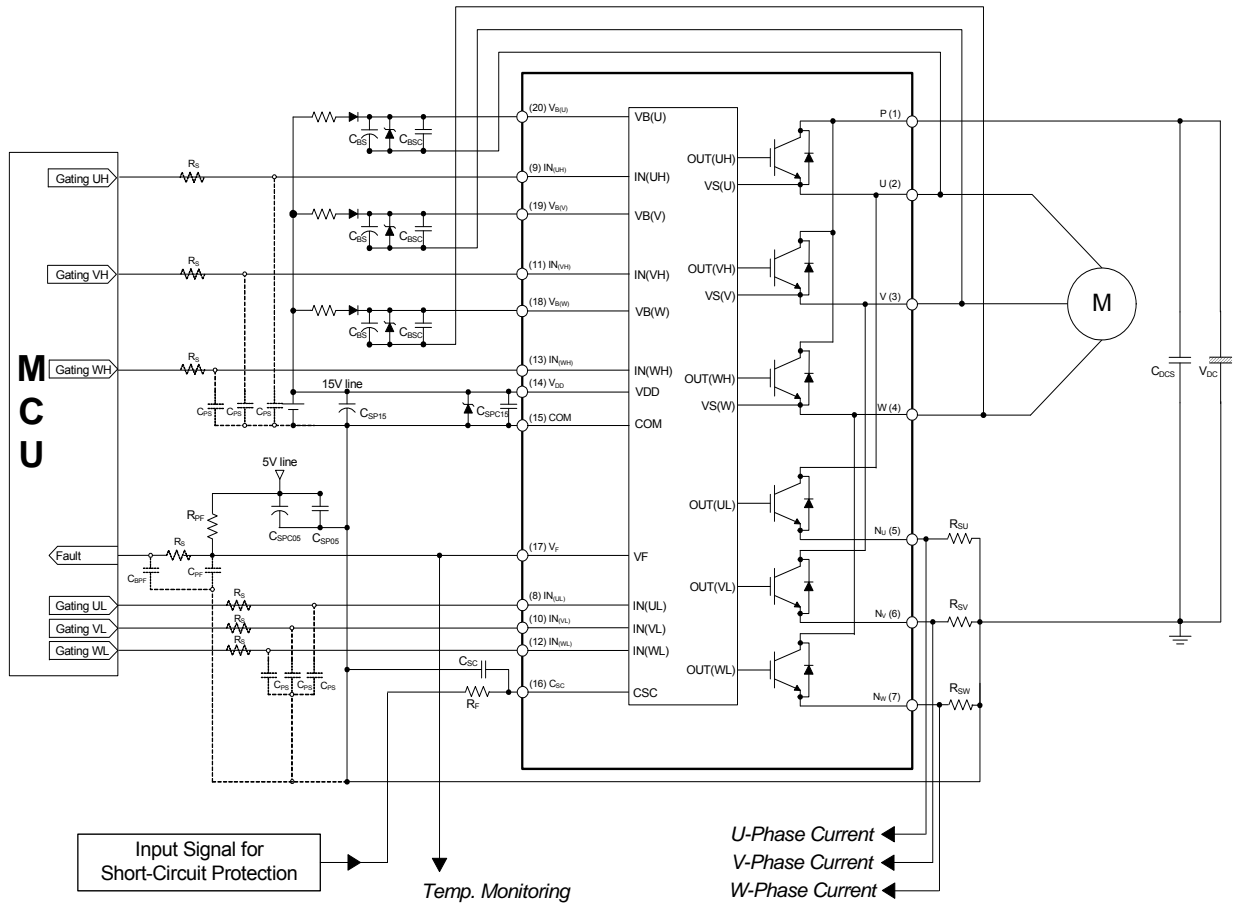 MCU
Gating UH
Gating VH
Gating WH
Fault
Gating UL
Gating VL
Gating WL
RS
RS
RS
CPS
CPS
CPS
15V line
CSP15
CSPC15
CBS
CBSC
CBS
CBSC
CBS
CBSC
5V line
RPF
CSPC05
CSP05
RS
CBPF
CPF
RS
RS
RS
CPS
CPS
CPS
CSC
RF
(20) VB(U)
(9) IN(UH)
(19) VB(V)
(11) IN(VH)
(18) VB(W)
(13) IN(WH)
(14) VDD
(15) COM
(17) VF
(8) IN(UL)
(10) IN(VL)
(12) IN(WL)
(16) CSC
VB(U)
IN(UH)
VB(V)
IN(VH)
VB(W)
IN(WH)
VDD
COM
VF
IN(UL)
IN(VL)
IN(WL)
CSC
OUT(UH)
VS(U)
OUT(VH)
VS(V)
OUT(WH)
VS(W)
OUT(UL)
OUT(VL)
OUT(WL)
P (1)
U (2)
V (3)
W (4)
NU (5)
NV (6)
NW (7)
RSU
RSV
RSW
M
CDCS
VDC
Input Signal for
Short-Circuit Protection
Temp. Monitoring
U-Phase Current
V-Phase Current
W-Phase Current